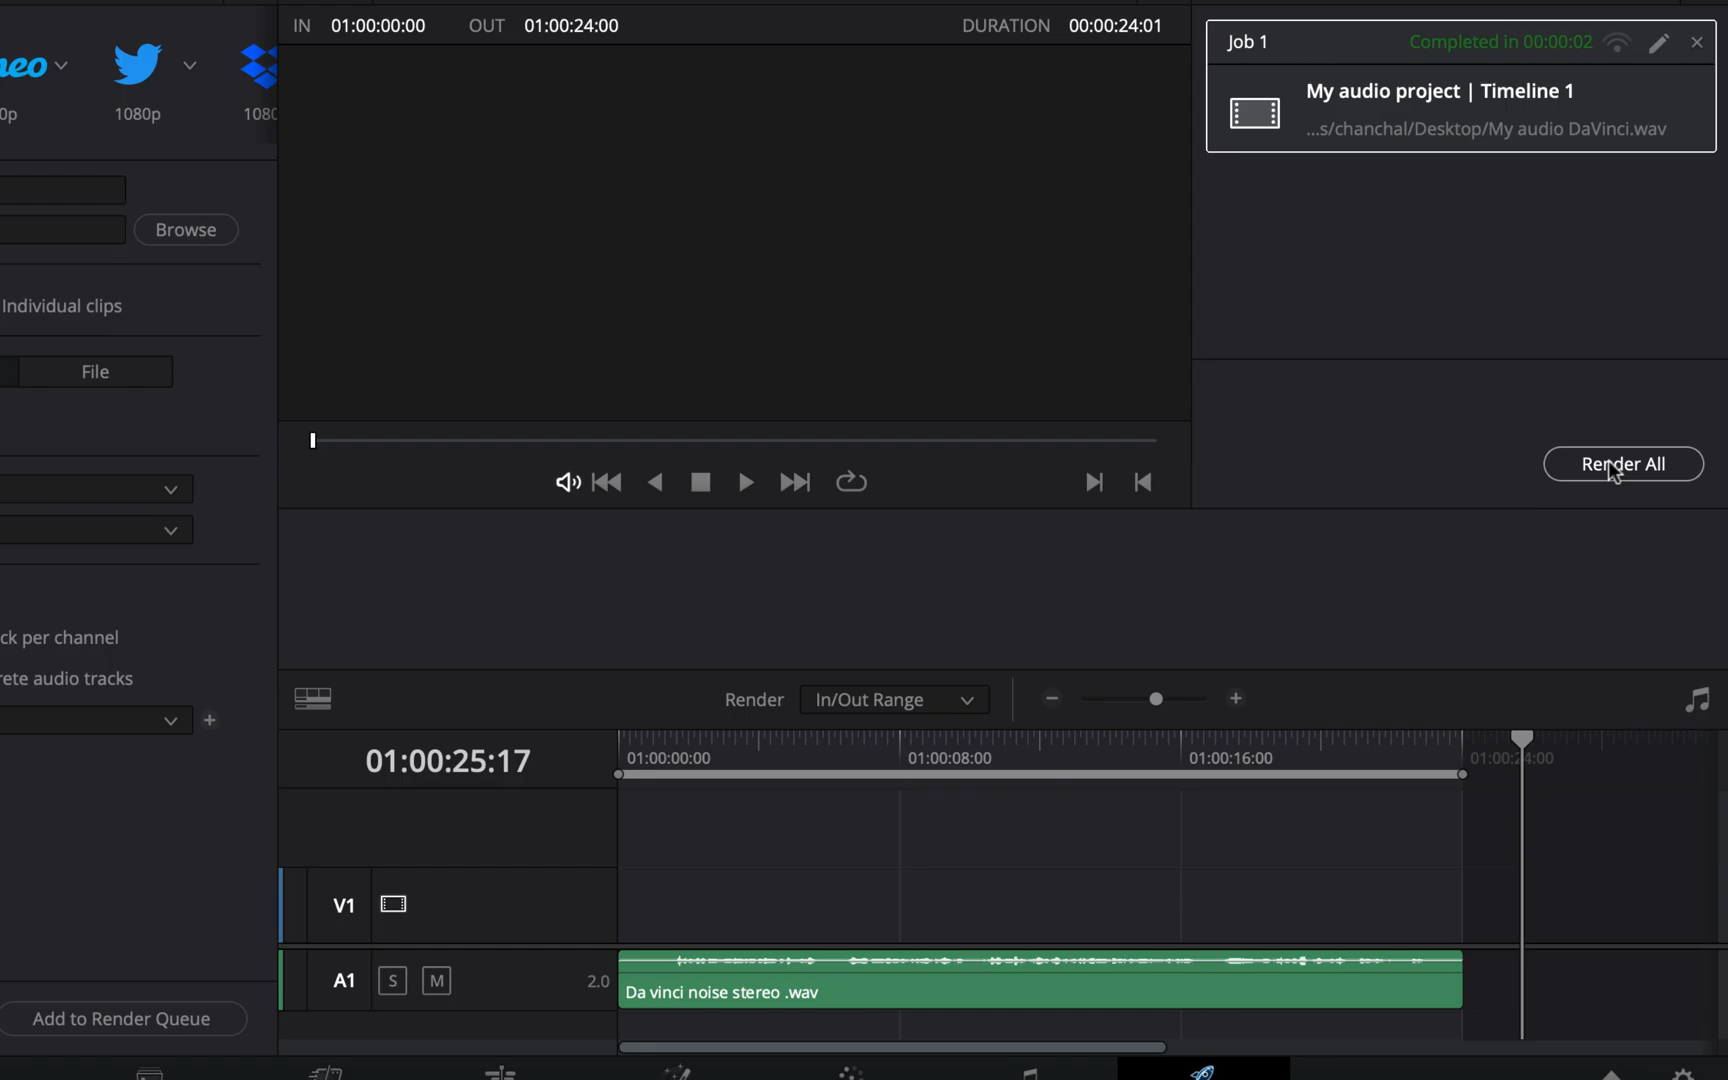 IN 01:00:00:00 OUT 01:00:24:00 DURATION 00:00:24:01
Job 1 Completed in 00:00:02
My audio project | Timeline 1
...s/chanchal/Desktop/My audio DaVinci.wav
neo
0p 1080p 1080
Browse
Individual clips
File
Render All
ck per channel
rete audio tracks
Render In/Out Range
01:00:25:17
01:00:00:00 01:00:08:00 01:00:16:00 01:00:24:00
V1
A1 S M 2.0
Da vinci noise stereo .wav
Add to Render Queue